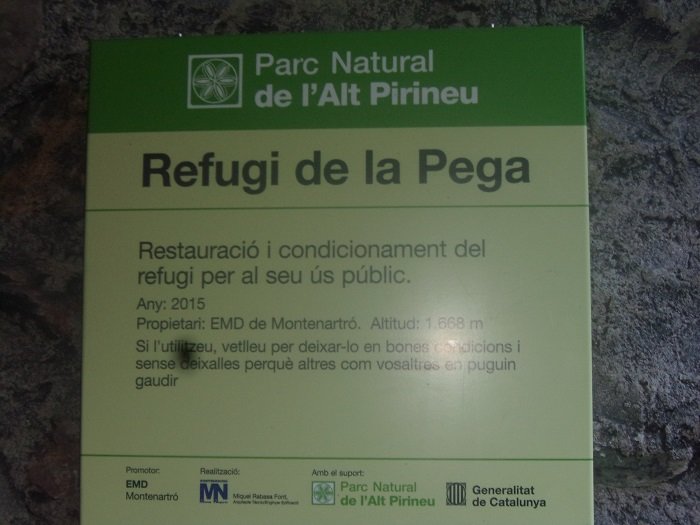 Parc Natural
de l'Alt Pirineu
Refugi de la Pega
Restauració i condicionament del
refugi per al seu ús públic.
Any: 2015
Propietari: EMD de Montenartró. Altitud: 1.668 m
Si l'utilitzeu, vetlleu per deixar-lo en bones condicions i
sense deixalles perquè altres com vosaltres en puguin
gaudir
Promotor:
EMD
Montenartró
Realització:
MN
Miquel Rabasa Font,
Amb el suport:
Parc Natural
de l'Alt Pirineu
Generalitat
de Catalunya